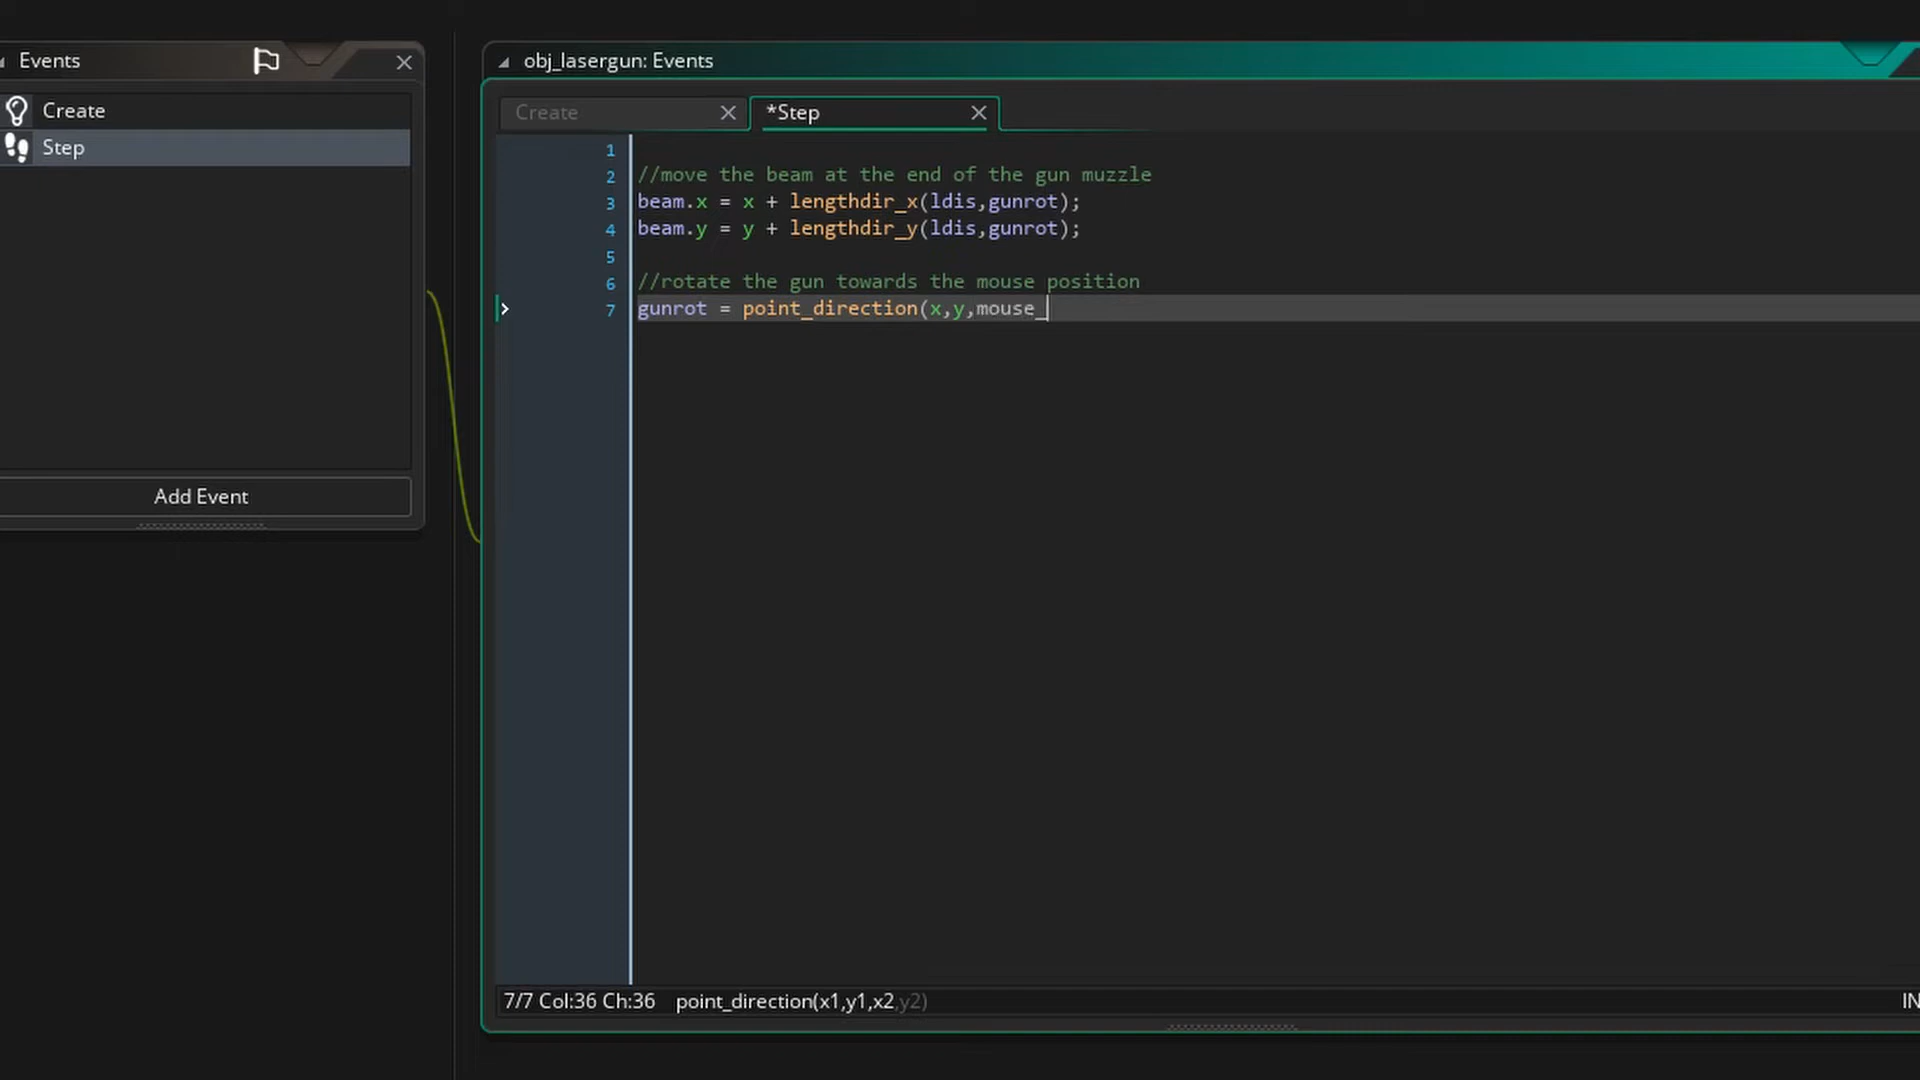 Events
Create
Step
Add Event
obj_lasergun: Events
Create
*Step
1
2 //move the beam at the end of the gun muzzle
3 beam.x = x + lengthdir_x(ldis,gunrot);
4 beam.y = y + lengthdir_y(ldis,gunrot);
5
6 //rotate the gun towards the mouse position
7 gunrot = point_direction(x,y,mouse_
7/7 Col:36 Ch:36 point_direction(x1,y1,x2,y2)
IN